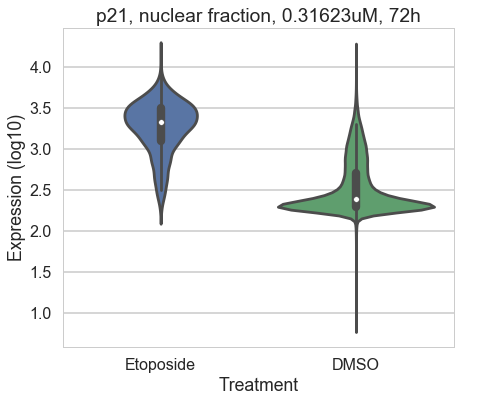 p21, nuclear fraction, 0.31623uM, 72h
Expression (log10)
4.0
3.5
3.0
2.5
2.0
1.5
1.0
Etoposide
DMSO
Treatment